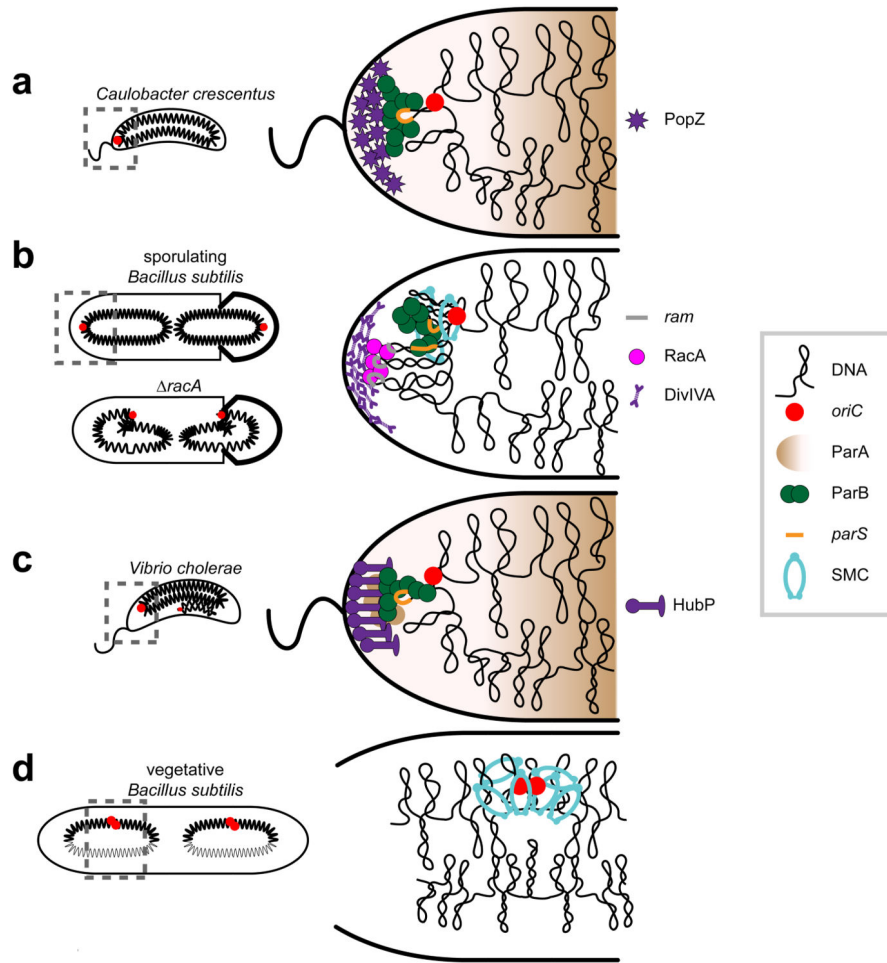 a
Caulobacter crescentus
PopZ
b
sporulating
Bacillus subtilis
ΔracA
ram
RacA
DivIVA
c
Vibrio cholerae
HubP
d
vegetative
Bacillus subtilis
DNA
oriC
ParA
ParB
parS
SMC